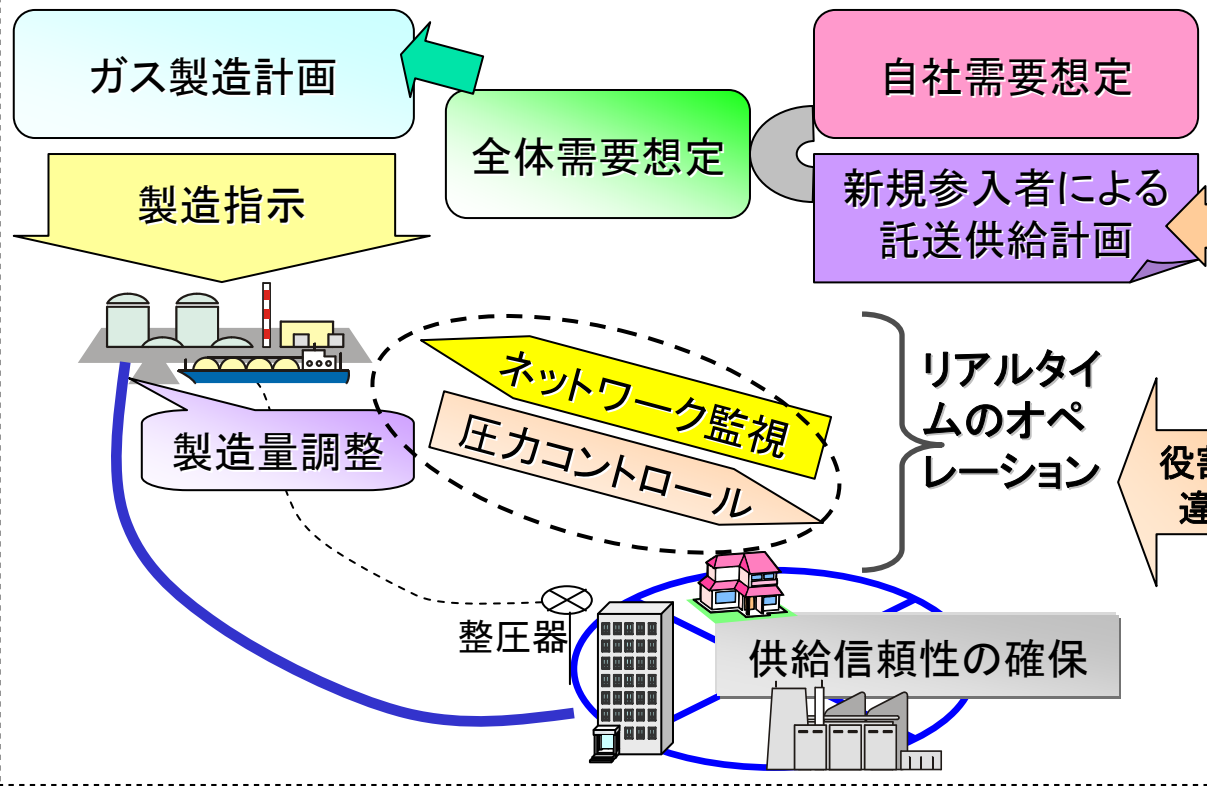 ガス製造計画
自社需要想定
全体需要想定
新規参入者による
託送供給計画
製造指示
ネットワーク監視
圧力コントロール
リアルタイ
ムのオペ
レーション
製造量調整
役割
違
整圧器
供給信頼性の確保